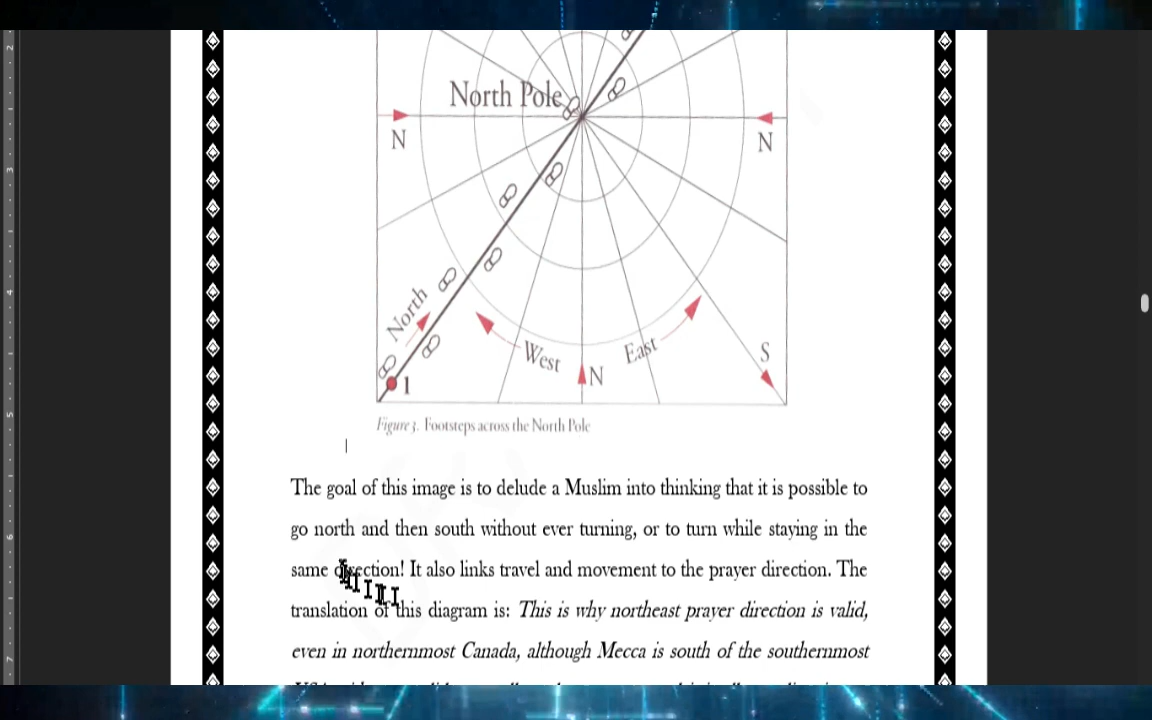 North Pole
N
N
North
West
East
N
S
1
Figure 3. Footsteps across the North Pole
The goal of this image is to delude a Muslim into thinking that it is possible to
go north and then south without ever turning, or to turn while staying in the
same direction! It also links travel and movement to the prayer direction. The
translation of this diagram is: This is why northeast prayer direction is valid,
even in northernmost Canada, although Mecca is south of the southernmost